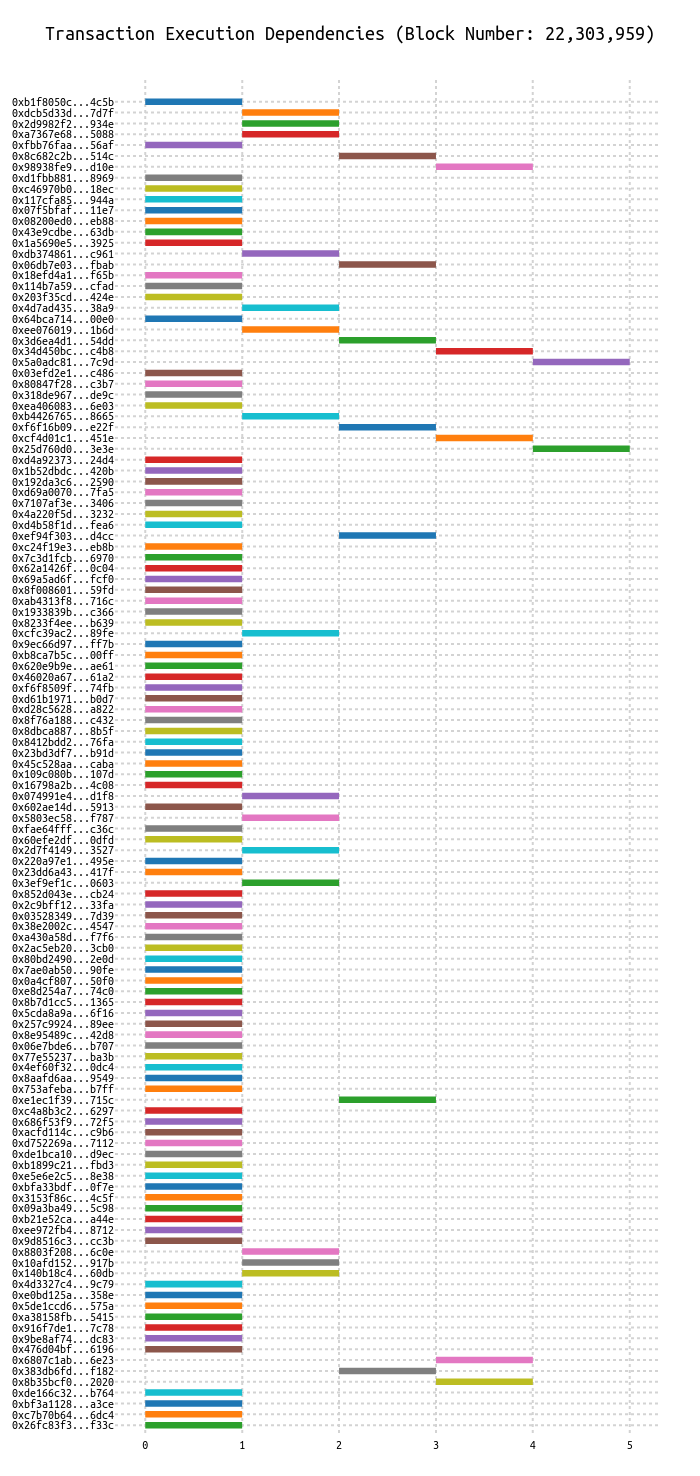 Transaction Execution Dependencies (Block Number: 22,303,959)
0xb1f8050c...4c5b
0xdcb5d33d...7d7f
0x2d9982f2...934e
0xa7367e68...5088
0xfbb76faa...56af
0x8c682c2b...514c
0x98938fe9...d10e
0xd1fbb881...8969
0xc46970b0...18ec
0x117cfa85...944a
0x07f5bfaf...11e7
0x08200ed0...eb88
0x43e9cdbe...63db
0x1a5690e5...3925
0xdb374861...c961
0x06db7e03...fbab
0x18efd4a1...f65b
0x114b7a59...cfad
0x203f35cd...424e
0x4d7ad435...38a9
0x64bca714...00e0
0xee076019...1b6d
0x3d6ea4d1...54dd
0x34d450bc...c4b8
0x5a0adc81...7c9d
0x03efd2e1...c486
0x80847f28...c3b7
0x318de967...de9c
0xea406083...6e03
0xb4426765...8665
0xf6f16b09...e22f
0xcf4d01c1...451e
0x25d760d0...3e3e
0xd4a92373...24d4
0x1b52dbdc...420b
0x192da3c6...2590
0xd69a0070...7fa5
0x7107af3e...3406
0x4a220f5d...3232
0xd4b58f1d...fea6
0xef94f303...d4cc
0xc24f19e3...eb8b
0x7c3d1fcb...6970
0x62a1426f...0c04
0x69a5ad6f...fcf0
0x8f008601...59fd
0xab4313f8...716c
0x1933839b...c366
0x8233f4ee...b639
0xcfc39ac2...89fe
0x9ec66d97...ff7b
0xb8ca7b5c...00ff
0x620e9b9e...ae61
0x46020a67...61a2
0xf6f8509f...74fb
0xd61b1971...b0d7
0xd28c5628...a822
0x8f76a188...c432
0x8dbca887...8b5f
0x8412bdd2...76fa
0x23bd3df7...b91d
0x45c528aa...caba
0x109c080b...107d
0x16798a2b...4c08
0x074991e4...d1f8
0x602ae14d...5913
0x5803ec58...f787
0xfae64fff...c36c
0x60efe2df...0dfd
0x2d7f4149...3527
0x220a97e1...495e
0x23dd6a43...417f
0x3ef9ef1c...0603
0x852d043e...cb24
0x2c9bff12...33fa
0x03528349...7d39
0x38e2002c...4547
0xa430a58d...f7f6
0x2ac5eb20...3cb0
0x80bd2490...2e0d
0x7ae0ab50...90fe
0x0a4cf807...50f0
0xe8d254a7...74c0
0x8b7d1cc5...1365
0x5cda8a9a...6f16
0x257c9924...89ee
0x8e95489c...42d8
0x06e7bde6...b707
0x77e55237...ba3b
0x4ef60f32...0dc4
0x8aafd6aa...9549
0x753afeba...b7ff
0xe1ec1f39...715c
0xc4a8b3c2...6297
0x686f53f9...72f5
0xacfd114c...c9b6
0xd752269a...7112
0xde1bca10...d9ec
0xb1899c21...fbd3
0xe5e6e2c5...8e38
0xbfa33bdf...0f7e
0x3153f86c...4c5f
0x09a3ba49...5c98
0xb21e52ca...a44e
0xee972fb4...8712
0x9d8516c3...cc3b
0x8803f208...6c0e
0x10afd152...917b
0x140b18c4...60db
0x4d3327c4...9c79
0xe0bd125a...358e
0x5de1ccd6...575a
0xa38158fb...5415
0x916f7de1...7c78
0x9be8af74...dc83
0x476d04bf...6196
0x6807c1ab...6e23
0x383db6fd...f182
0x8b35bcf0...2020
0xde166c32...b764
0xbf3a1128...a3ce
0xc7b70b64...6dc4
0x26fc83f3...f33c
0 1 2 3 4 5